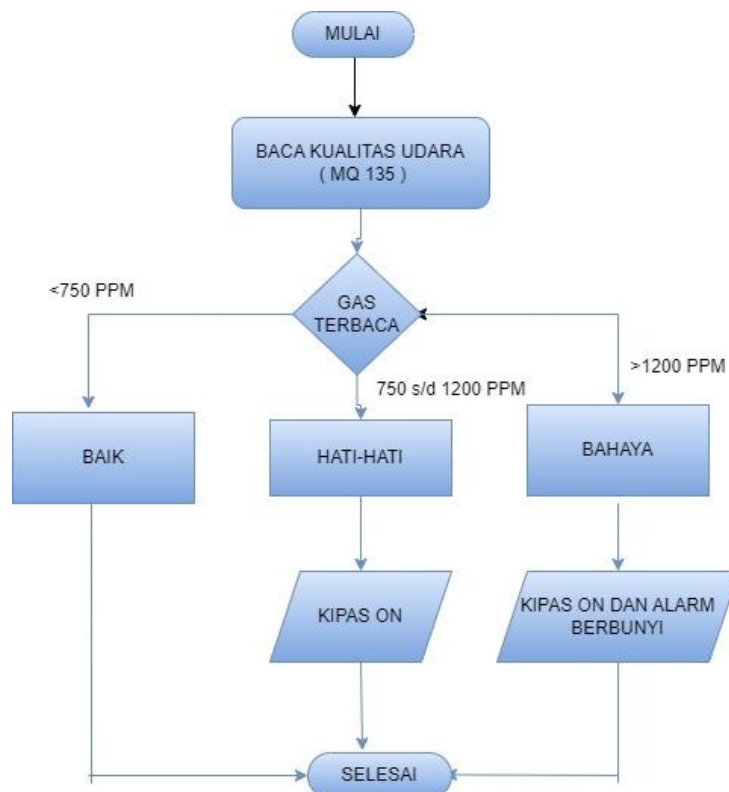 MULAI
BACA KUALITAS UDARA
( MQ 135 )
<750 PPM
GAS
TERBACA
>1200 PPM
750 s/d 1200 PPM
BAIK
HATI-HATI
BAHAYA
KIPAS ON
KIPAS ON DAN ALARM
BERBUNYI
SELESAI